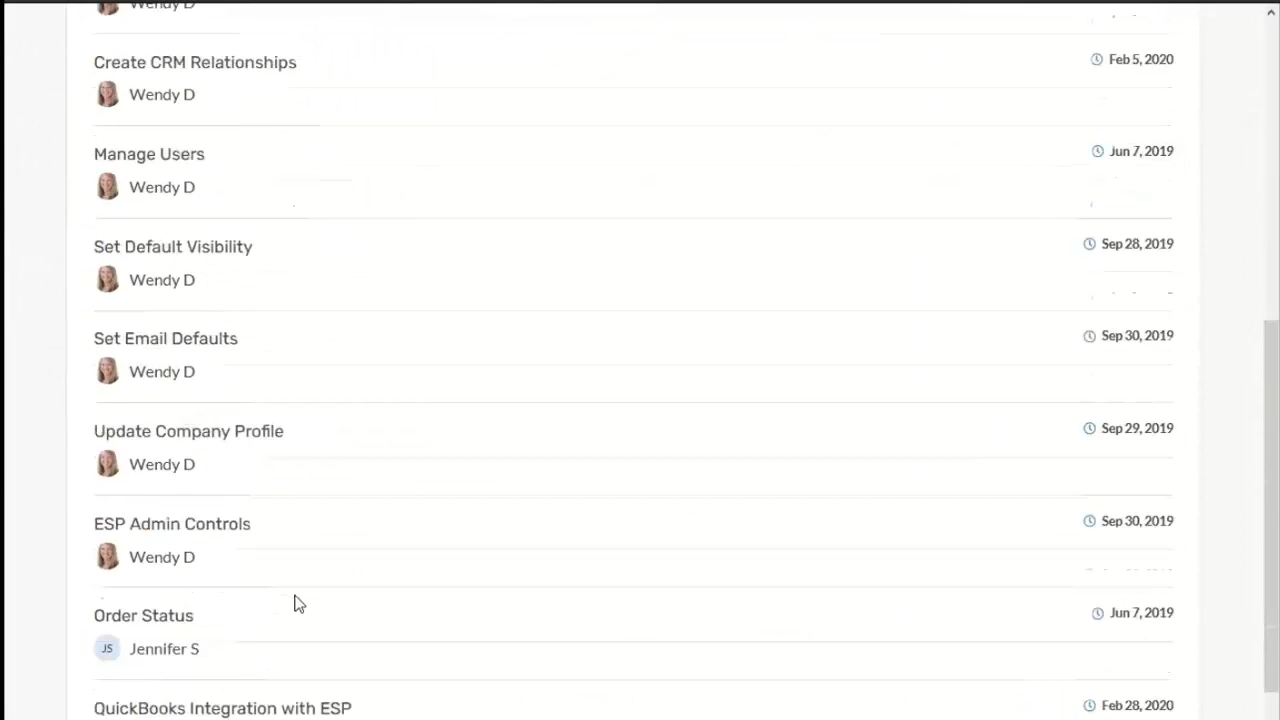 Wendy D
Create CRM Relationships
Feb 5, 2020
Wendy D
Manage Users
Jun 7, 2019
Wendy D
Set Default Visibility
Sep 28, 2019
Wendy D
Set Email Defaults
Sep 30, 2019
Wendy D
Update Company Profile
Sep 29, 2019
Wendy D
ESP Admin Controls
Sep 30, 2019
Wendy D
Order Status
Jun 7, 2019
JS Jennifer S
QuickBooks Integration with ESP
Feb 28, 2020